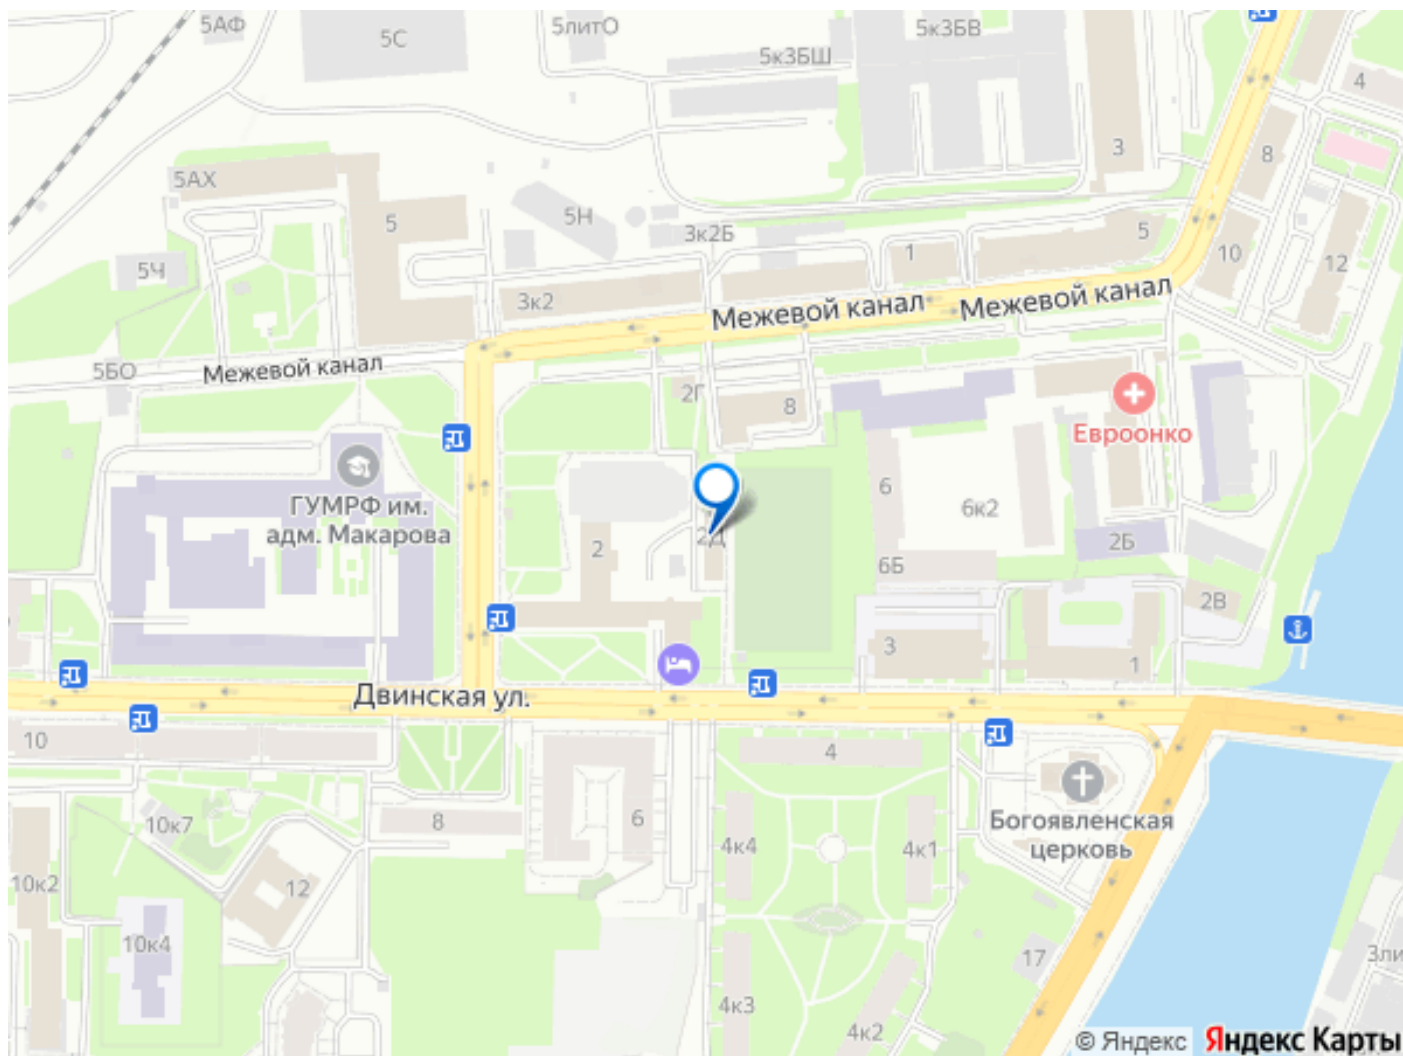 5АФ
5С
5литО
5к3БВ
5к3БШ
4
3
8
5АХ
5Н
5
3к2Б
5
1
10
12
5Ч
3к2
Межевой канал
Межевой канал
Межевой канал
5БО
2Г
8
Евроонко
ГУМРФ им.
адм. Макарова
6
6к2
2Д
2
2Б
6Б
2В
3
1
Двинская ул.
10
4
6
8
10к7
4к4
4к1
Богоявленская
церковь
10к2
12
10к4
17
3ли
4к3
4к2
© Яндекс Яндекс Карты